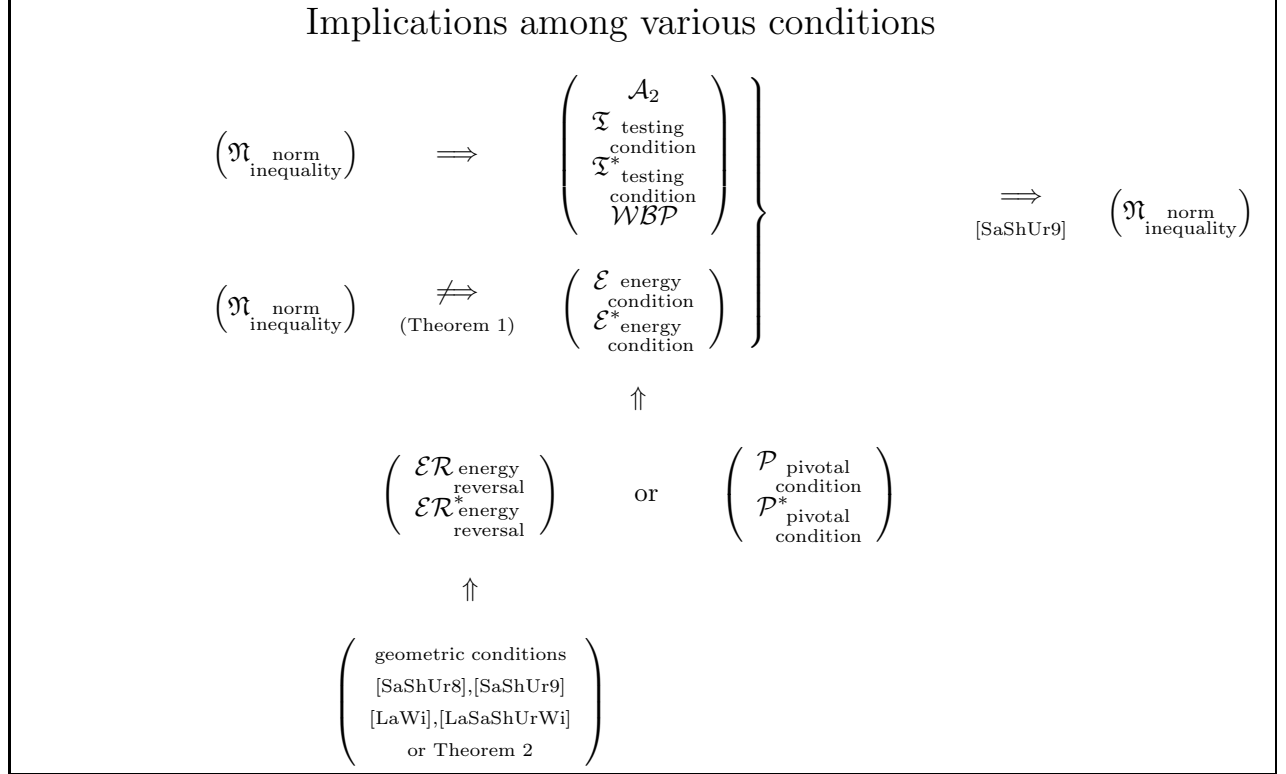 Implications among various conditions
𝒜₂
𝔗 testing
condition
(𝔑 norm
inequality)
⟹
𝔗* testing
condition
𝒲ℬ𝒫
⟹
[SaShUr9]
(𝔑 norm
inequality)
(𝔑 norm
inequality)
⟹̸
(Theorem 1)
ℰ energy
condition
ℰ* energy
condition
⇑
ℰℛ energy
reversal
ℰℛ* energy
reversal
or
𝒫 pivotal
condition
𝒫* pivotal
condition
⇑
geometric conditions
[SaShUr8],[SaShUr9]
[LaWi],[LaSaShUrWi]
or Theorem 2